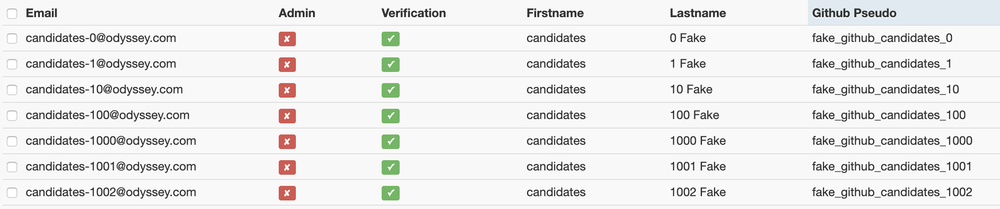 Email Admin Verification Firstname Lastname Github Pseudo
candidates-0@odyssey.com ✘ ✓ candidates 0 Fake fake_github_candidates_0
candidates-1@odyssey.com ✘ ✓ candidates 1 Fake fake_github_candidates_1
candidates-10@odyssey.com ✘ ✓ candidates 10 Fake fake_github_candidates_10
candidates-100@odyssey.com ✘ ✓ candidates 100 Fake fake_github_candidates_100
candidates-1000@odyssey.com ✘ ✓ candidates 1000 Fake fake_github_candidates_1000
candidates-1001@odyssey.com ✘ ✓ candidates 1001 Fake fake_github_candidates_1001
candidates-1002@odyssey.com ✘ ✓ candidates 1002 Fake fake_github_candidates_1002